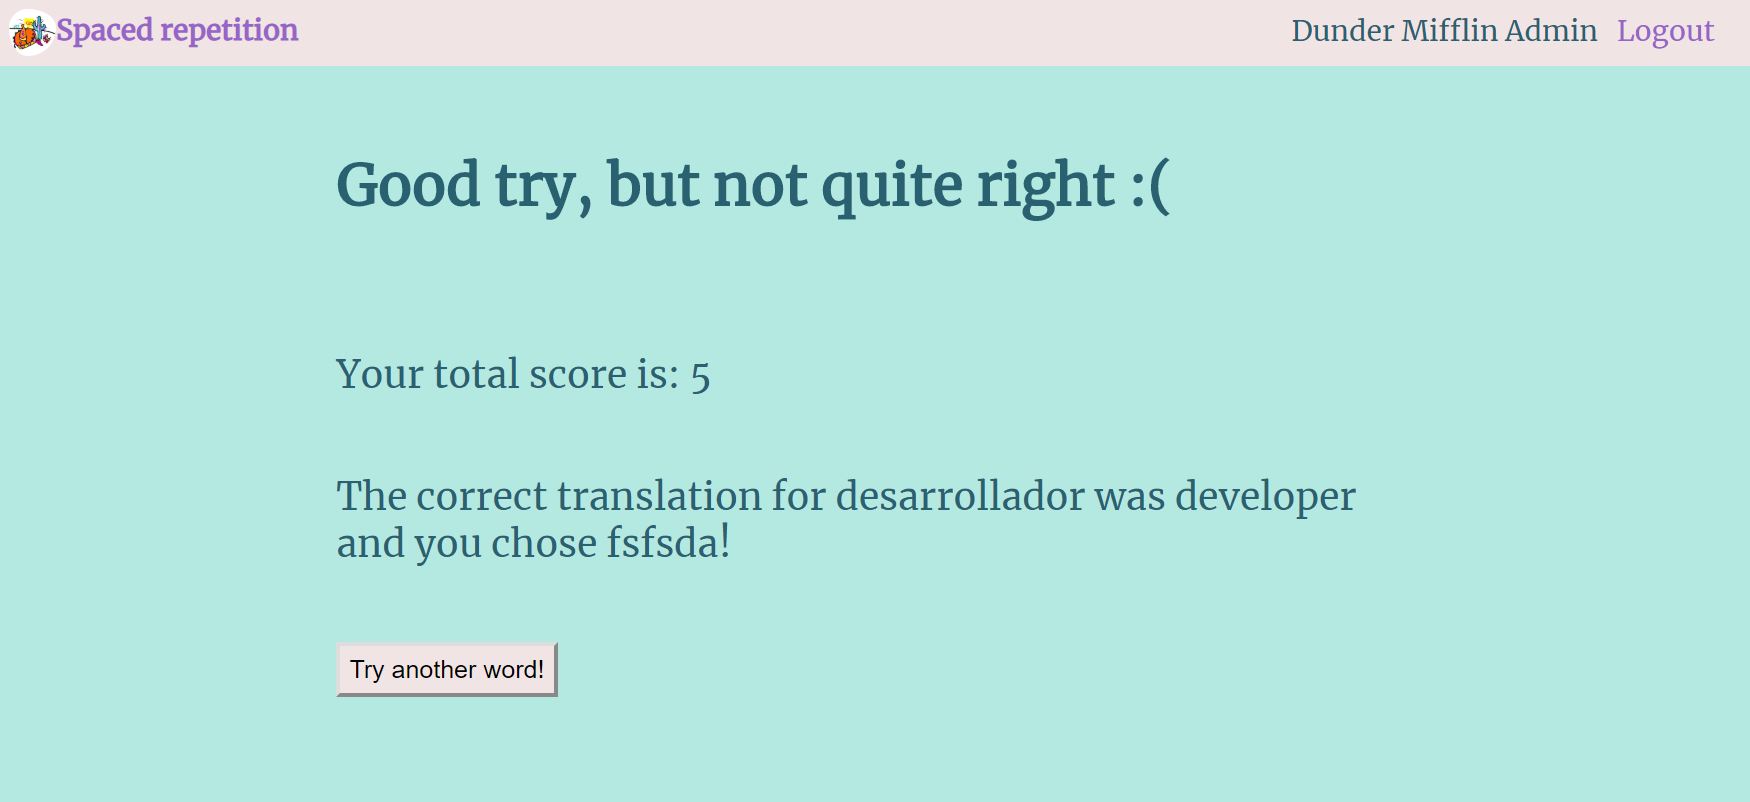 Spaced repetition
Dunder Mifflin Admin Logout
Good try, but not quite right :(
Your total score is: 5
The correct translation for desarrollador was developer
and you chose fsfsda!
Try another word!